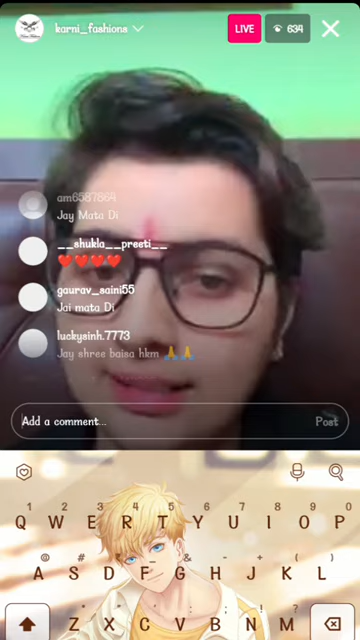 karni_fashions
LIVE
634
am6587864
Jay Mata Di
__shukla__preeti__
❤️❤️❤️❤️
gaurav_saini55
Jai mata Di
luckysinh.7773
Jay shree baisa hkm 🙏🙏
Add a comment...
Post
1 2 3 4 5 6 7 8 9 0
Q W E R T Y U I O P
@ # & - + ( )
A S D F G H J K L
* " ' : ; ! ?
Z X C V B N M